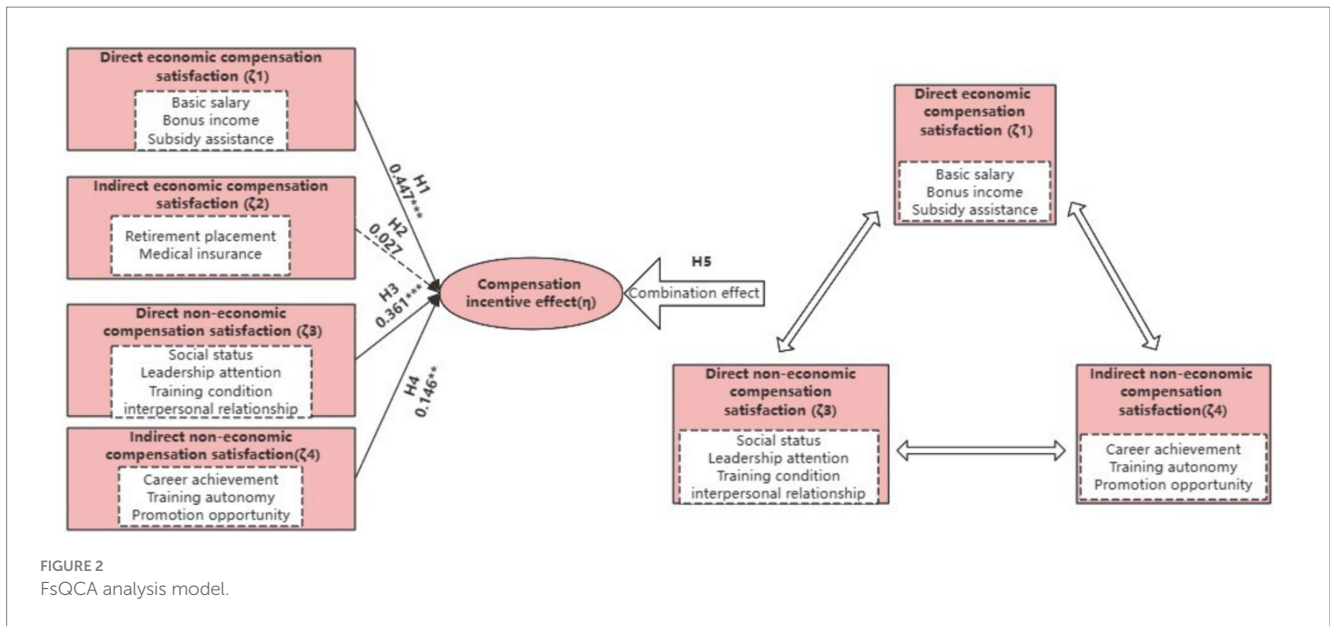 Direct economic compensation
satisfaction (ζ1)
Basic salary
Bonus income
Subsidy assistance
Indirect economic compensation
satisfaction (ζ2)
Retirement placement
Medical insurance
Direct non-economic
compensation satisfaction (ζ3)
Social status
Leadership attention
Training condition
interpersonal relationship
Indirect non-economic
compensation satisfaction(ζ4)
Career achievement
Training autonomy
Promotion opportunity
H1
0.447***
H2
0.027
H3
0.361***
H4
0.146**
Compensation
incentive effect(η)
H5
Combination effect
Direct economic
compensation
satisfaction (ζ1)
Basic salary
Bonus income
Subsidy assistance
Direct non-economic
compensation
satisfaction (ζ3)
Social status
Leadership attention
Training condition
interpersonal relationship
Indirect non-economic
compensation
satisfaction(ζ4)
Career achievement
Training autonomy
Promotion opportunity
FIGURE 2
FsQCA analysis model.